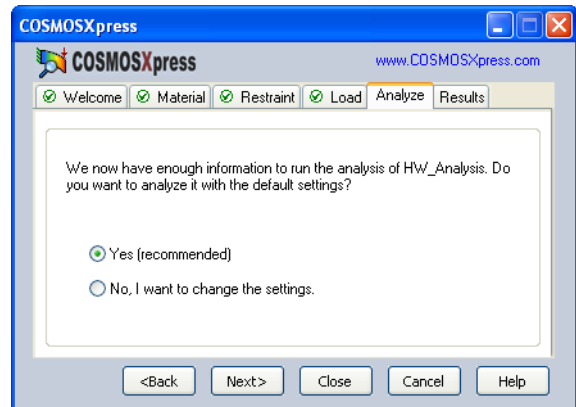 COSMOSXpress
COSMOSXpress www.COSMOSXpress.com
Welcome Material Restraint Load Analyze Results
We now have enough information to run the analysis of HW_Analysis. Do
you want to analyze it with the default settings?
Yes (recommended)
No, I want to change the settings.
<Back Next> Close Cancel Help